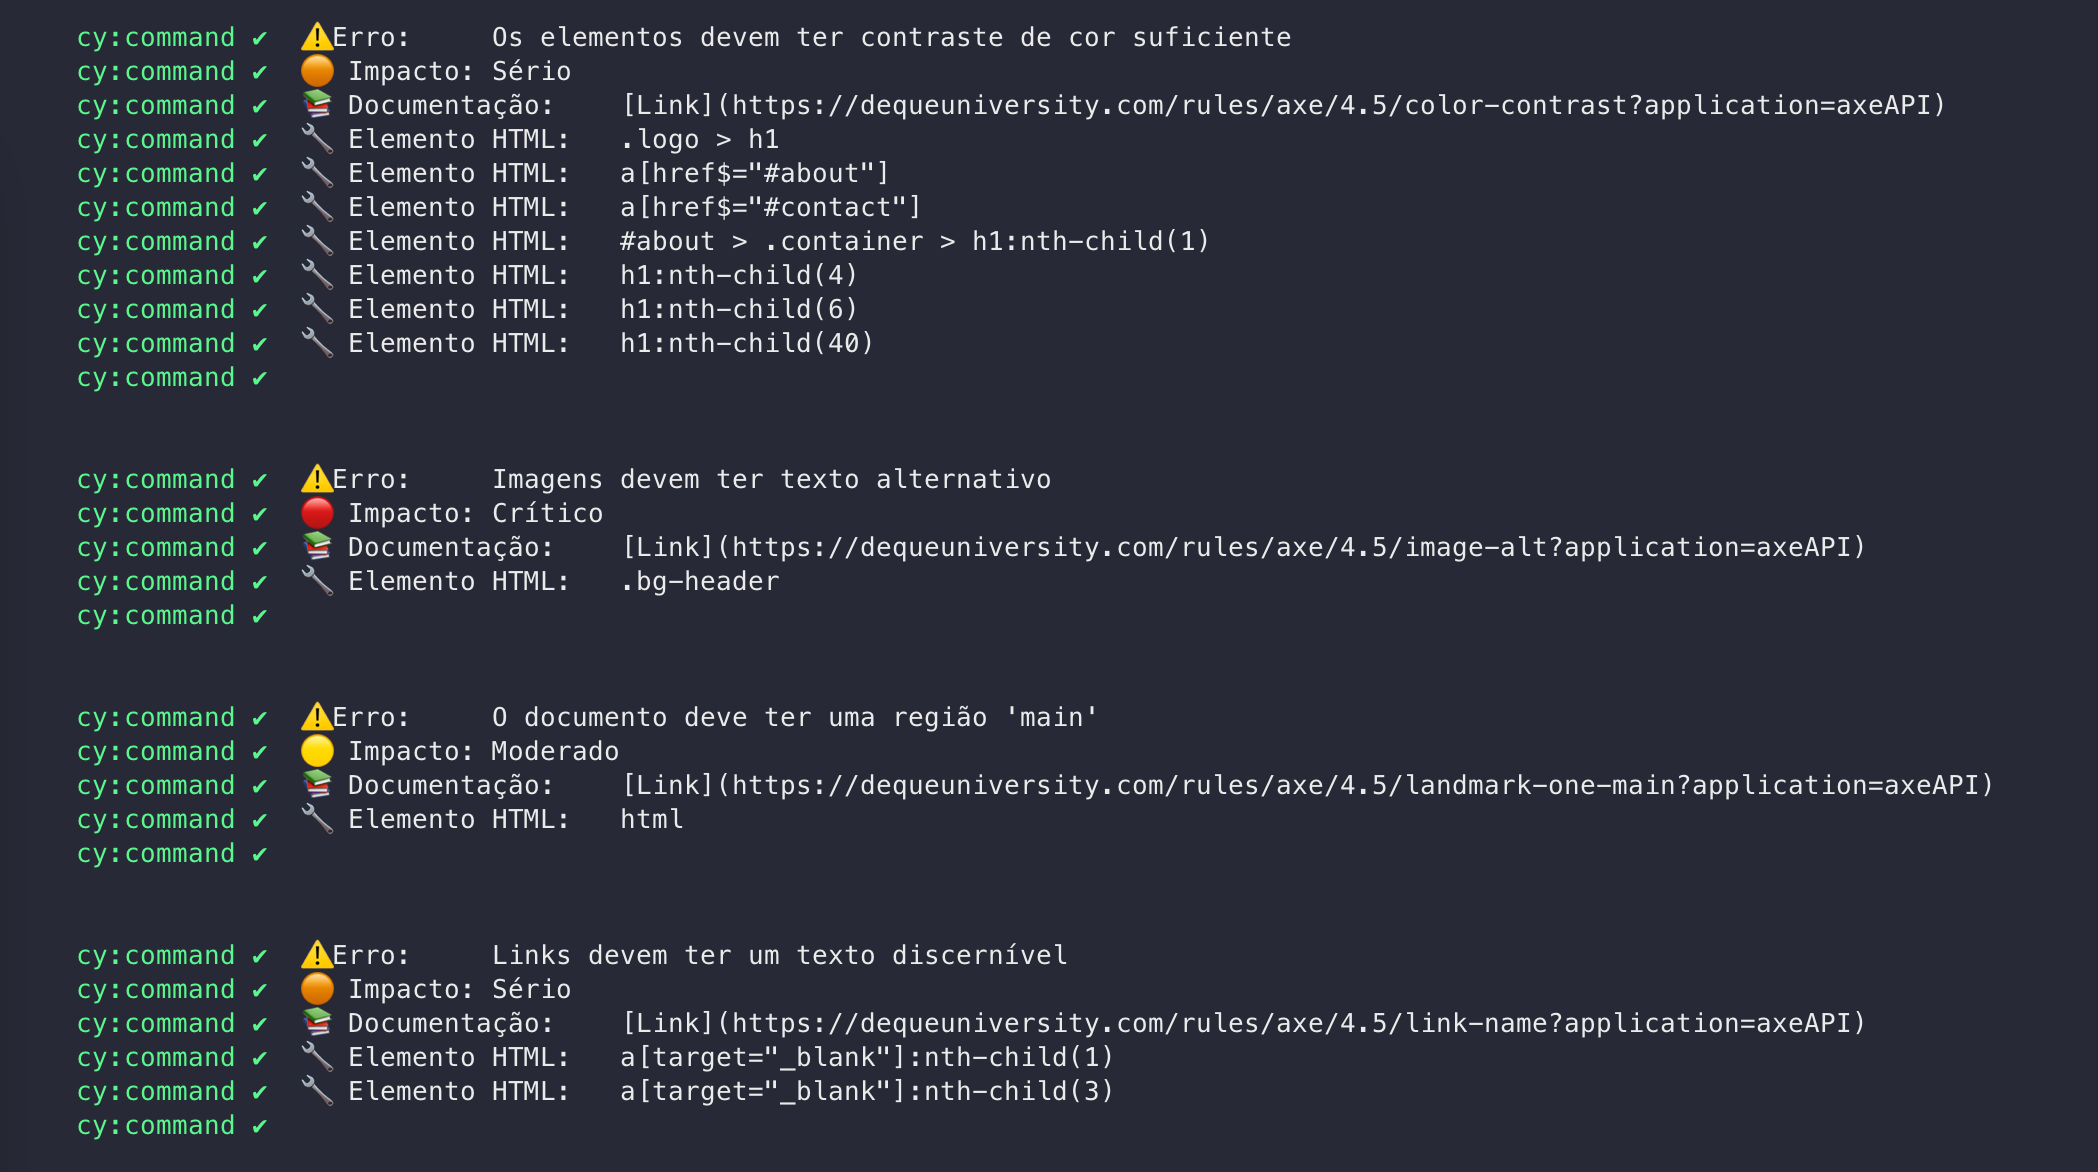 cy:command ✔ ⚠️Erro: Os elementos devem ter contraste de cor suficiente
cy:command ✔ 🟠 Impacto: Sério
cy:command ✔ 📚 Documentação: [Link](https://dequeuniversity.com/rules/axe/4.5/color-contrast?application=axeAPI)
cy:command ✔ 🔧 Elemento HTML: .logo > h1
cy:command ✔ 🔧 Elemento HTML: a[href$="#about"]
cy:command ✔ 🔧 Elemento HTML: a[href$="#contact"]
cy:command ✔ 🔧 Elemento HTML: #about > .container > h1:nth-child(1)
cy:command ✔ 🔧 Elemento HTML: h1:nth-child(4)
cy:command ✔ 🔧 Elemento HTML: h1:nth-child(6)
cy:command ✔ 🔧 Elemento HTML: h1:nth-child(40)
cy:command ✔
cy:command ✔ ⚠️Erro: Imagens devem ter texto alternativo
cy:command ✔ 🔴 Impacto: Crítico
cy:command ✔ 📚 Documentação: [Link](https://dequeuniversity.com/rules/axe/4.5/image-alt?application=axeAPI)
cy:command ✔ 🔧 Elemento HTML: .bg-header
cy:command ✔
cy:command ✔ ⚠️Erro: O documento deve ter uma região 'main'
cy:command ✔ 🟡 Impacto: Moderado
cy:command ✔ 📚 Documentação: [Link](https://dequeuniversity.com/rules/axe/4.5/landmark-one-main?application=axeAPI)
cy:command ✔ 🔧 Elemento HTML: html
cy:command ✔
cy:command ✔ ⚠️Erro: Links devem ter um texto discernível
cy:command ✔ 🟠 Impacto: Sério
cy:command ✔ 📚 Documentação: [Link](https://dequeuniversity.com/rules/axe/4.5/link-name?application=axeAPI)
cy:command ✔ 🔧 Elemento HTML: a[target="_blank"]:nth-child(1)
cy:command ✔ 🔧 Elemento HTML: a[target="_blank"]:nth-child(3)
cy:command ✔